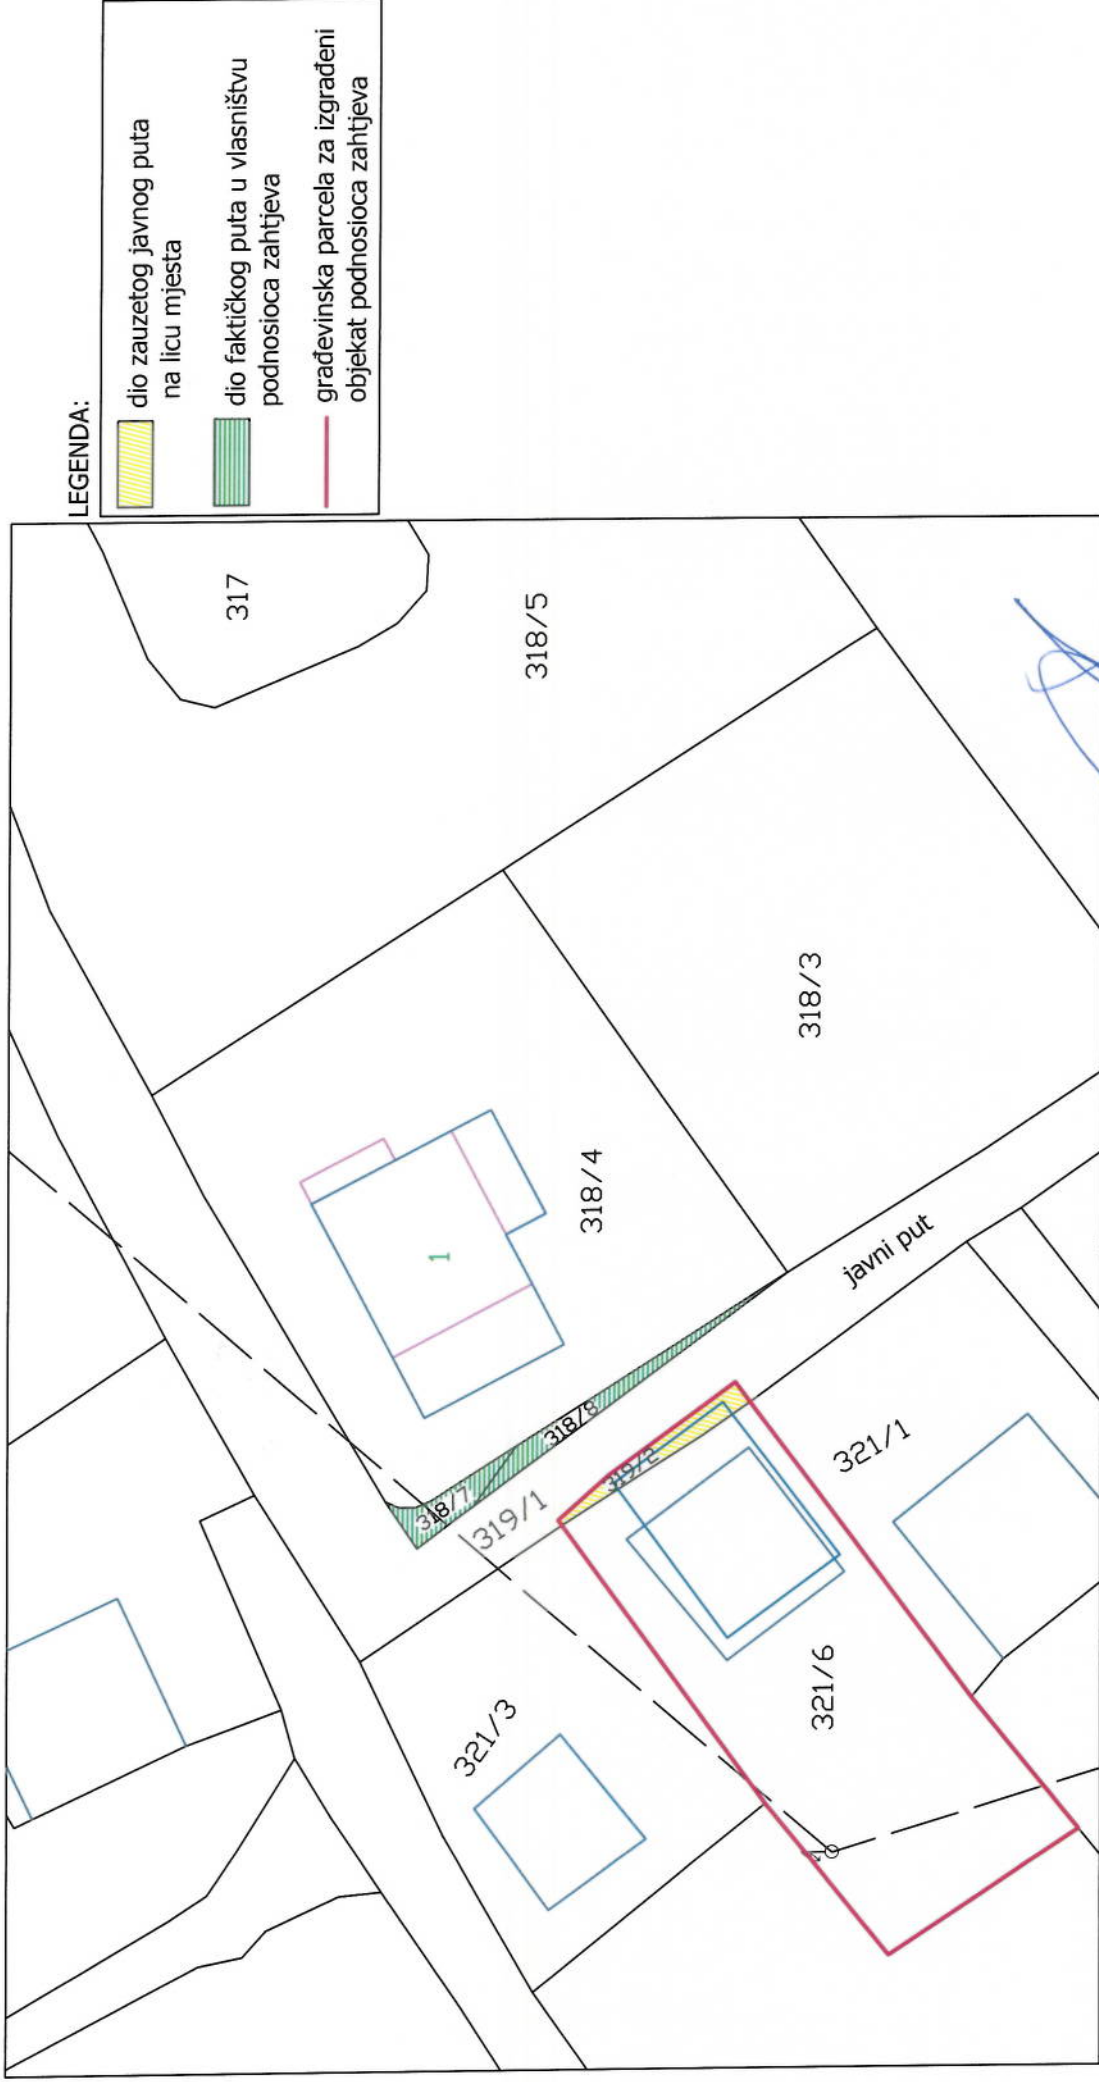 LEGENDA:
dio zauzetog javnog puta
na licu mjesta
dio faktičkog puta u vlasništvu
podnosioca zahtjeva
građevinska parcela za izgrađeni
objekat podnosioca zahtjeva
317
318/5
318/3
318/4
1
javni put
318/8
318/7
319/1
319/2
321/1
321/6
321/3